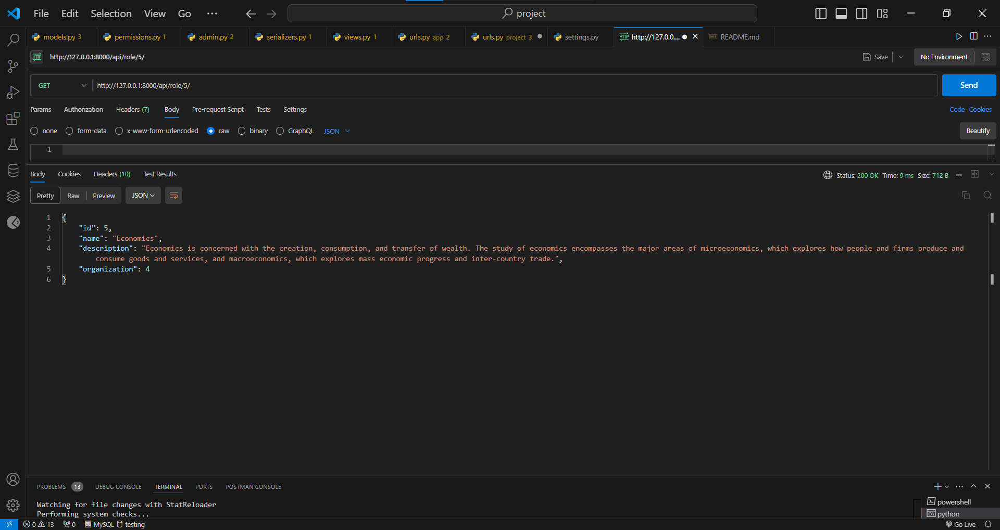 File Edit Selection View Go ··· project
models.py 3 permissions.py 1 admin.py 2 serializers.py 1 views.py 1 urls.py app 2 urls.py project 3 settings.py HTTP http://127.0.0.... README.md
HTTP http://127.0.0.1:8000/api/role/5/ Save No Environment
GET http://127.0.0.1:8000/api/role/5/ Send
Params Authorization Headers (7) Body Pre-request Script Tests Settings Code Cookies
none form-data x-www-form-urlencoded raw binary GraphQL JSON Beautify
1
Body Cookies Headers (10) Test Results Status: 200 OK Time: 9 ms Size: 712 B
Pretty Raw Preview JSON
1 {
2 "id": 5,
3 "name": "Economics",
4 "description": "Economics is concerned with the creation, consumption, and transfer of wealth. The study of economics encompasses the major areas of microeconomics, which explores how people and firms produce and
consume goods and services, and macroeconomics, which explores mass economic progress and inter-country trade.",
5 "organization": 4
6 }
PROBLEMS 13 DEBUG CONSOLE TERMINAL PORTS POSTMAN CONSOLE
Watching for file changes with StatReloader
Performing system checks...
powershell
python
0 13 0 MySQL testing Go Live